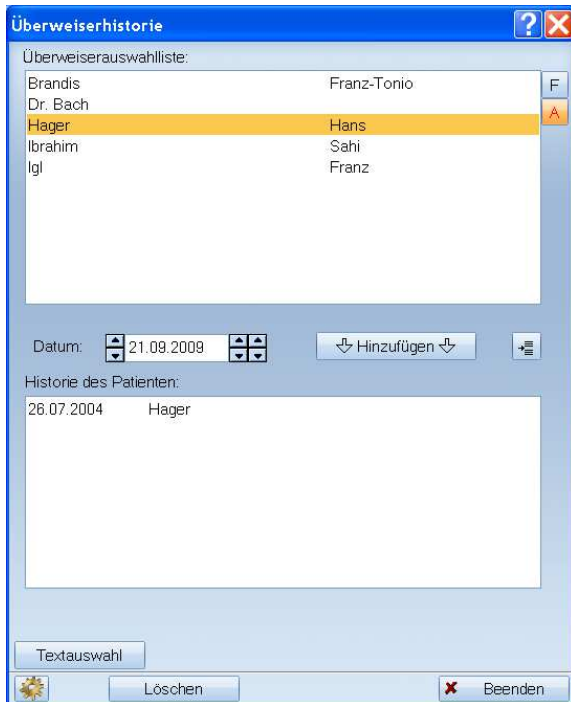 Überweiserhistorie
Überweiserauswahlliste:
Brandis Franz-Tonio
Dr. Bach
Hager Hans
Ibrahim Sahi
Igl Franz
F
A
Datum: 21.09.2009 Hinzufügen
Historie des Patienten:
26.07.2004 Hager
Textauswahl
Löschen Beenden